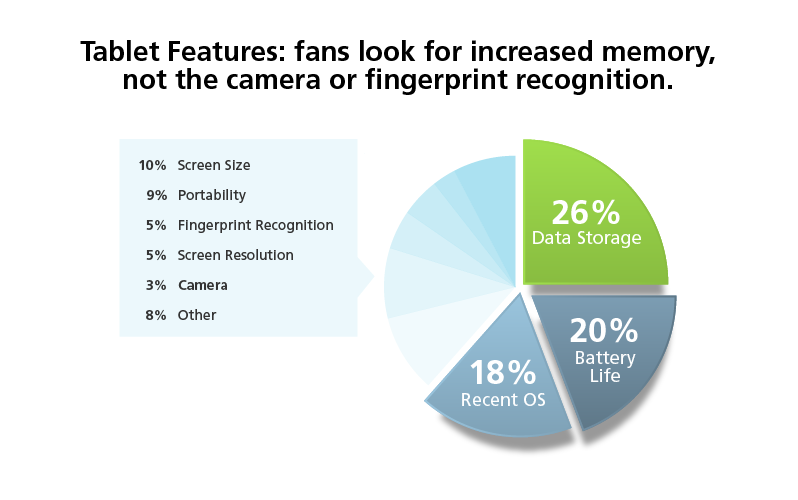 Tablet Features: fans look for increased memory,
not the camera or fingerprint recognition.
10% Screen Size
9% Portability
5% Fingerprint Recognition
5% Screen Resolution
3% Camera
8% Other
26%
Data Storage
20%
Battery
Life
18%
Recent OS